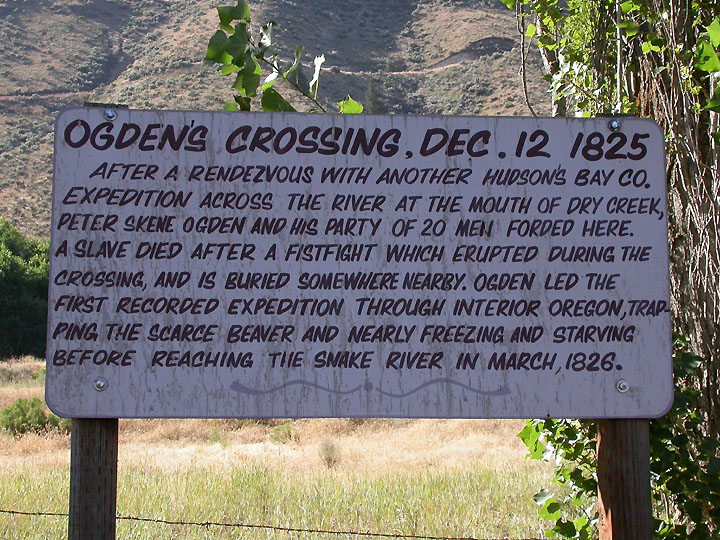 OGDEN'S CROSSING, DEC. 12 1825
AFTER A RENDEZVOUS WITH ANOTHER HUDSON'S BAY CO.
EXPEDITION ACROSS THE RIVER AT THE MOUTH OF DRY CREEK,
PETER SKENE OGDEN AND HIS PARTY OF 20 MEN FORDED HERE.
A SLAVE DIED AFTER A FISTFIGHT WHICH ERUPTED DURING THE
CROSSING, AND IS BURIED SOMEWHERE NEARBY. OGDEN LED THE
FIRST RECORDED EXPEDITION THROUGH INTERIOR OREGON, TRAP-
PING THE SCARCE BEAVER AND NEARLY FREEZING AND STARVING
BEFORE REACHING THE SNAKE RIVER IN MARCH, 1826.